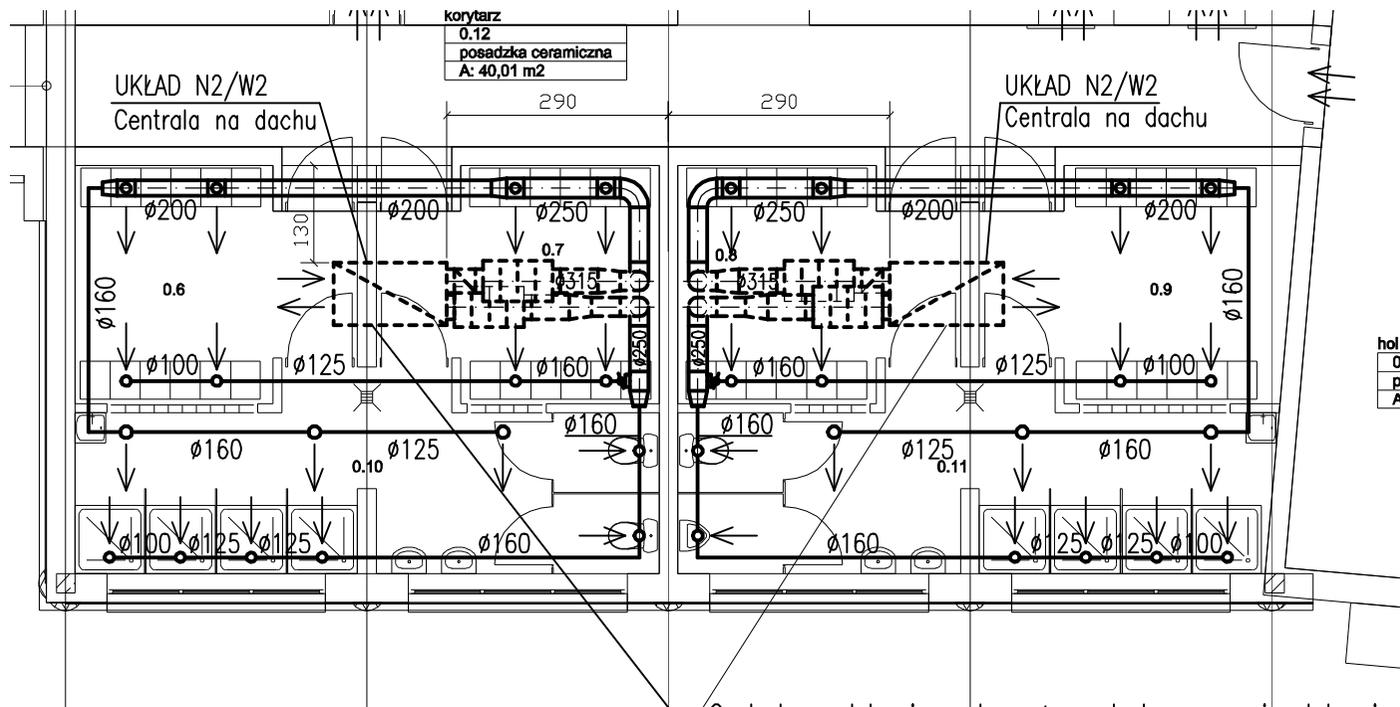 korytarz
0.12
posadzka ceramiczna
A: 40,01 m2
UKŁAD N2/W2
Centrala na dachu
290
290
UKŁAD N2/W2
Centrala na dachu
ø200
ø200
ø250
ø250
ø200
ø200
130
0.7
0.8
ø160
0.6
ø315
ø315
0.9
ø160
ø250
ø250
ø100
ø125
ø160
ø160
ø125
ø100
hol
ø160
ø125
ø160
ø160
ø125
ø160
0.10
0.11
ø100
ø125
ø125
ø160
ø160
ø125
ø125
ø100